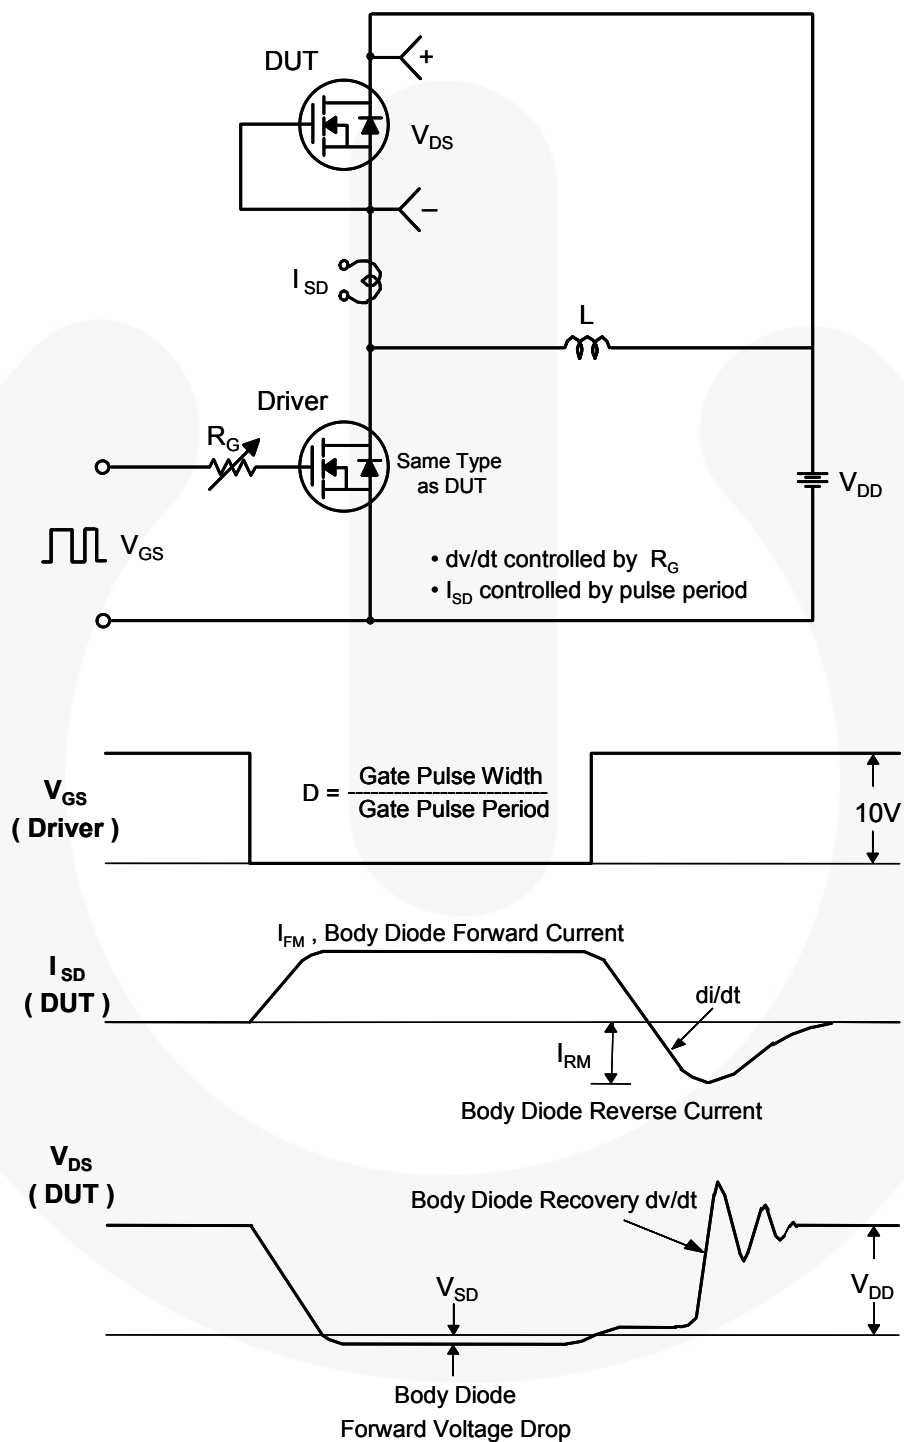 DUT
+
V_DS
−
I_SD
L
Driver
R_G
Same Type
as DUT
V_DD
V_GS
• dv/dt controlled by R_G
• I_SD controlled by pulse period
V_GS
( Driver )
D = Gate Pulse Width
--------------------------
Gate Pulse Period
10V
I_FM , Body Diode Forward Current
I_SD
( DUT )
di/dt
I_RM
Body Diode Reverse Current
V_DS
( DUT )
Body Diode Recovery dv/dt
V_SD
V_DD
Body Diode
Forward Voltage Drop